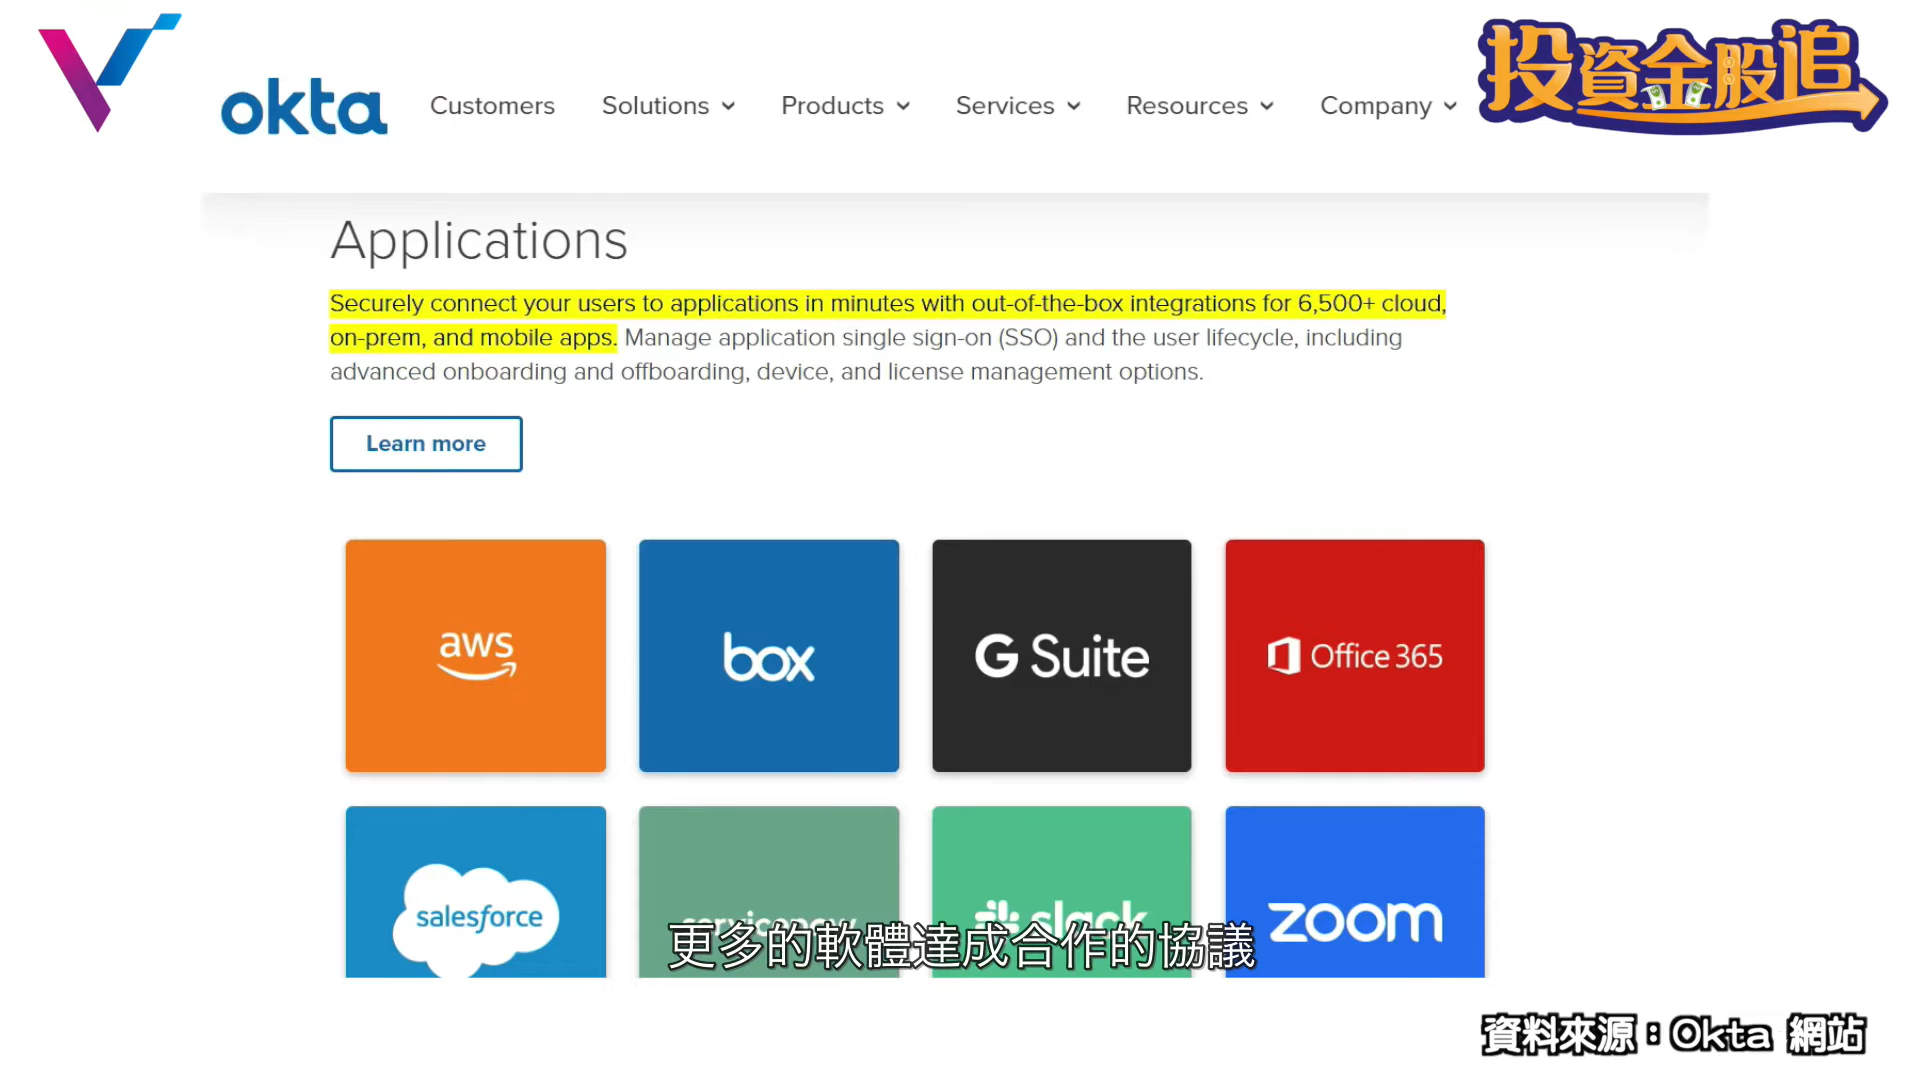 投資金股追
okta Customers Solutions Products Services Resources Company
Applications
Securely connect your users to applications in minutes with out-of-the-box integrations for 6,500+ cloud,
on-prem, and mobile apps. Manage application single sign-on (SSO) and the user lifecycle, including
advanced onboarding and offboarding, device, and license management options.
Learn more
aws box G Suite Office 365
salesforce servicenow slack zoom
更多的軟體達成合作的協議
資料來源：Okta 網站